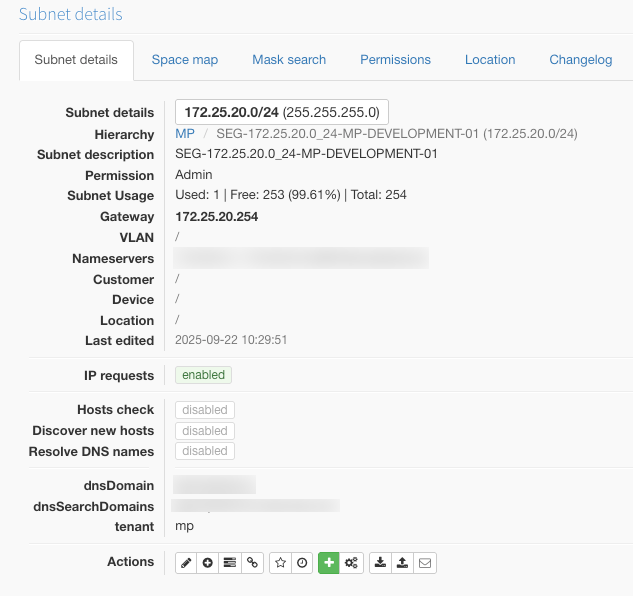 Subnet details
Subnet details Space map Mask search Permissions Location Changelog
Subnet details 172.25.20.0/24 (255.255.255.0)
Hierarchy MP / SEG-172.25.20.0_24-MP-DEVELOPMENT-01 (172.25.20.0/24)
Subnet description SEG-172.25.20.0_24-MP-DEVELOPMENT-01
Permission Admin
Subnet Usage Used: 1 | Free: 253 (99.61%) | Total: 254
Gateway 172.25.20.254
VLAN /
Nameservers
Customer /
Device /
Location /
Last edited 2025-09-22 10:29:51
IP requests enabled
Hosts check disabled
Discover new hosts disabled
Resolve DNS names disabled
dnsDomain
dnsSearchDomains
tenant mp
Actions